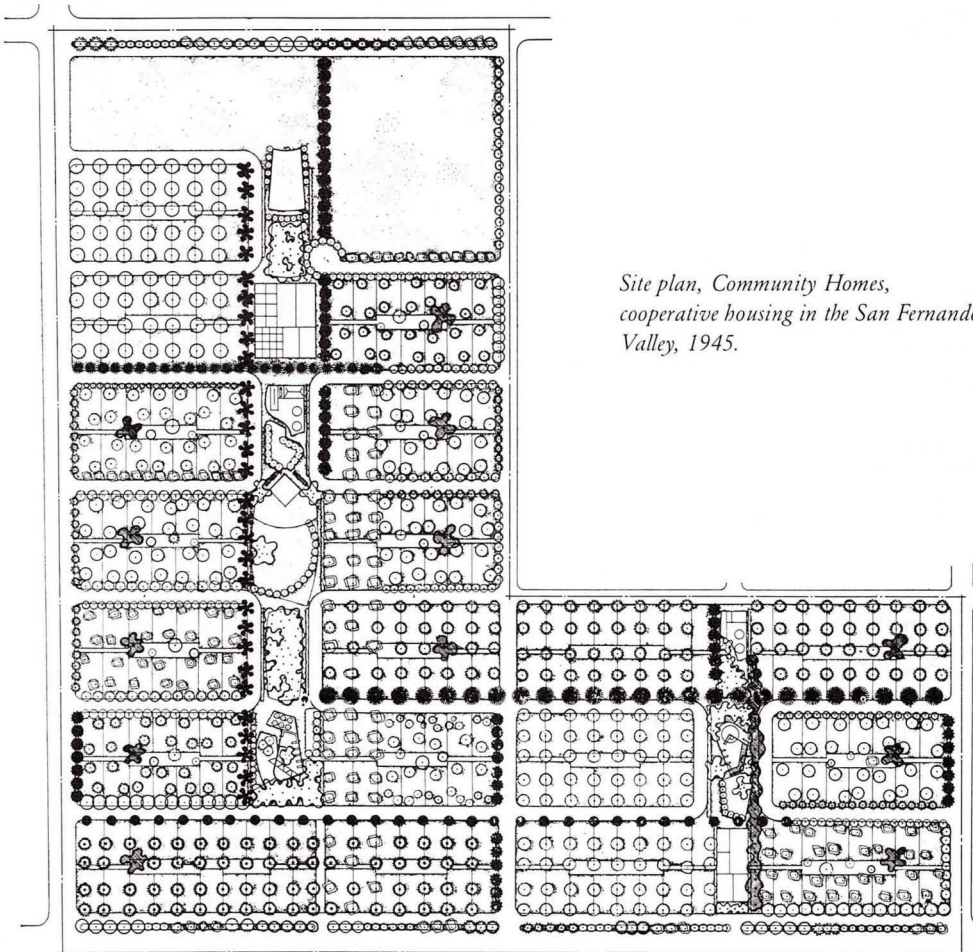 Site plan, Community Homes,
cooperative housing in the San Fernando
Valley, 1945.